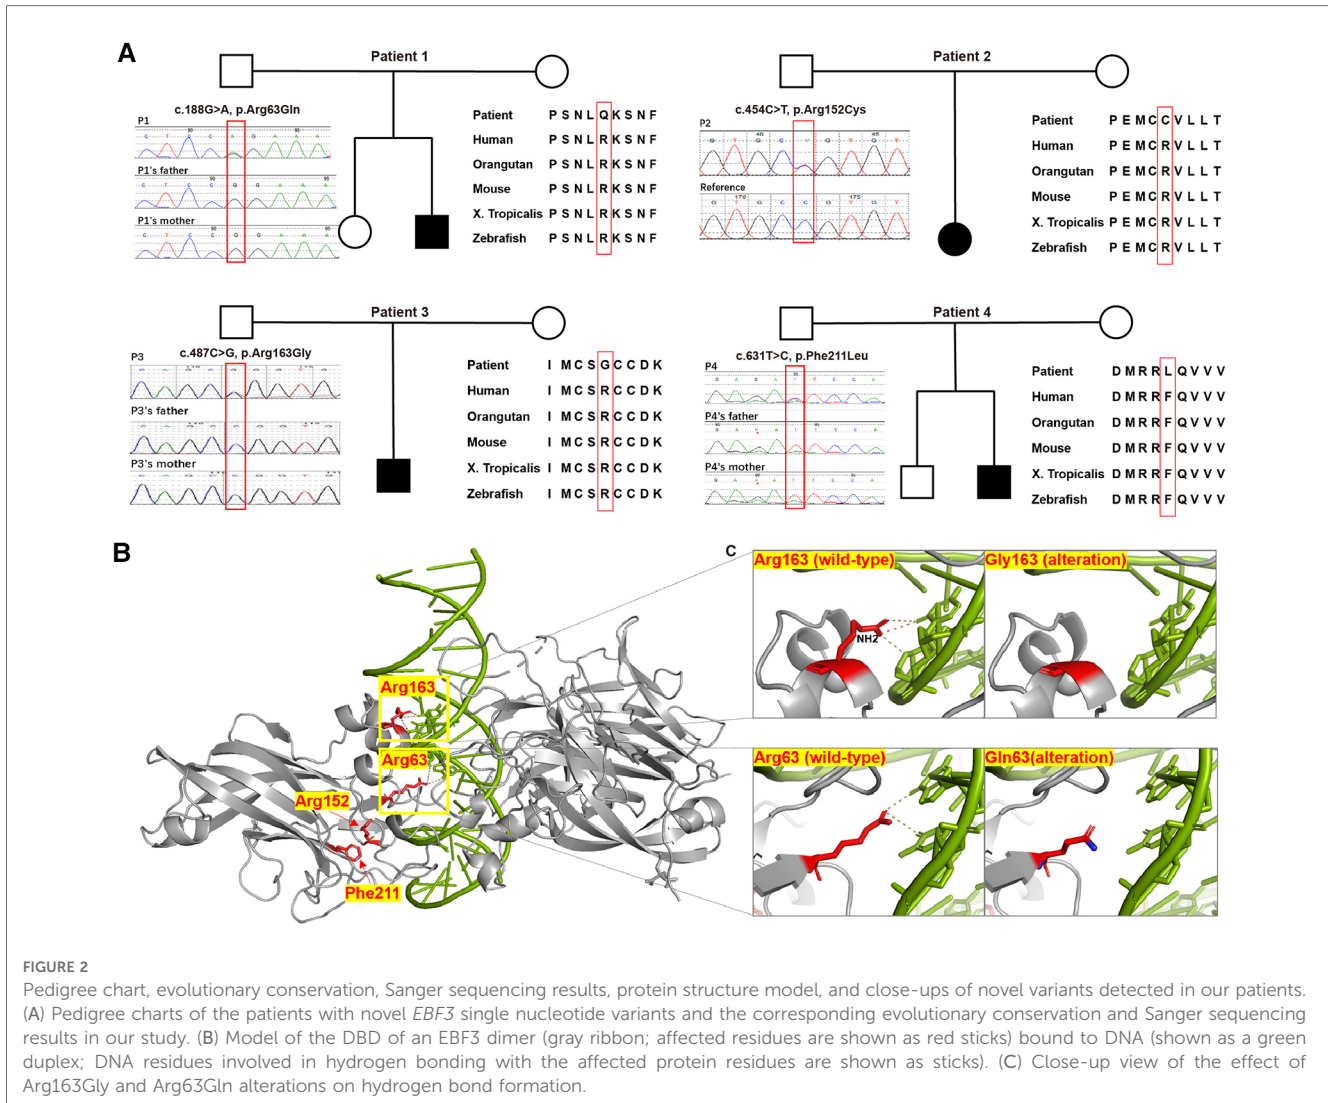 A
Patient 1
c.188G>A, p.Arg63Gln
P1
P1's father
P1's mother
Patient P S N L Q K S N F
Human P S N L R K S N F
Orangutan P S N L R K S N F
Mouse P S N L R K S N F
X. Tropicalis P S N L R K S N F
Zebrafish P S N L R K S N F
Patient 2
c.454C>T, p.Arg152Cys
P2
Reference
Patient P E M C C V L L T
Human P E M C R V L L T
Orangutan P E M C R V L L T
Mouse P E M C R V L L T
X. Tropicalis P E M C R V L L T
Zebrafish P E M C R V L L T
Patient 3
c.487C>G, p.Arg163Gly
P3
P3's father
P3's mother
Patient I M C S G C C D K
Human I M C S R C C D K
Orangutan I M C S R C C D K
Mouse I M C S R C C D K
X. Tropicalis I M C S R C C D K
Zebrafish I M C S R C C D K
Patient 4
c.631T>C, p.Phe211Leu
P4
P4's father
P4's mother
Patient D M R R L Q V V V
Human D M R R F Q V V V
Orangutan D M R R F Q V V V
Mouse D M R R F Q V V V
X. Tropicalis D M R R F Q V V V
Zebrafish D M R R F Q V V V
B
Arg163
Arg63
Arg152
Phe211
C
Arg163 (wild-type)
NH2
Gly163 (alteration)
Arg63 (wild-type)
Gln63(alteration)
FIGURE 2
Pedigree chart, evolutionary conservation, Sanger sequencing results, protein structure model, and close-ups of novel variants detected in our patients.
(A) Pedigree charts of the patients with novel EBF3 single nucleotide variants and the corresponding evolutionary conservation and Sanger sequencing
results in our study. (B) Model of the DBD of an EBF3 dimer (gray ribbon; affected residues are shown as red sticks) bound to DNA (shown as a green
duplex; DNA residues involved in hydrogen bonding with the affected protein residues are shown as sticks). (C) Close-up view of the effect of
Arg163Gly and Arg63Gln alterations on hydrogen bond formation.